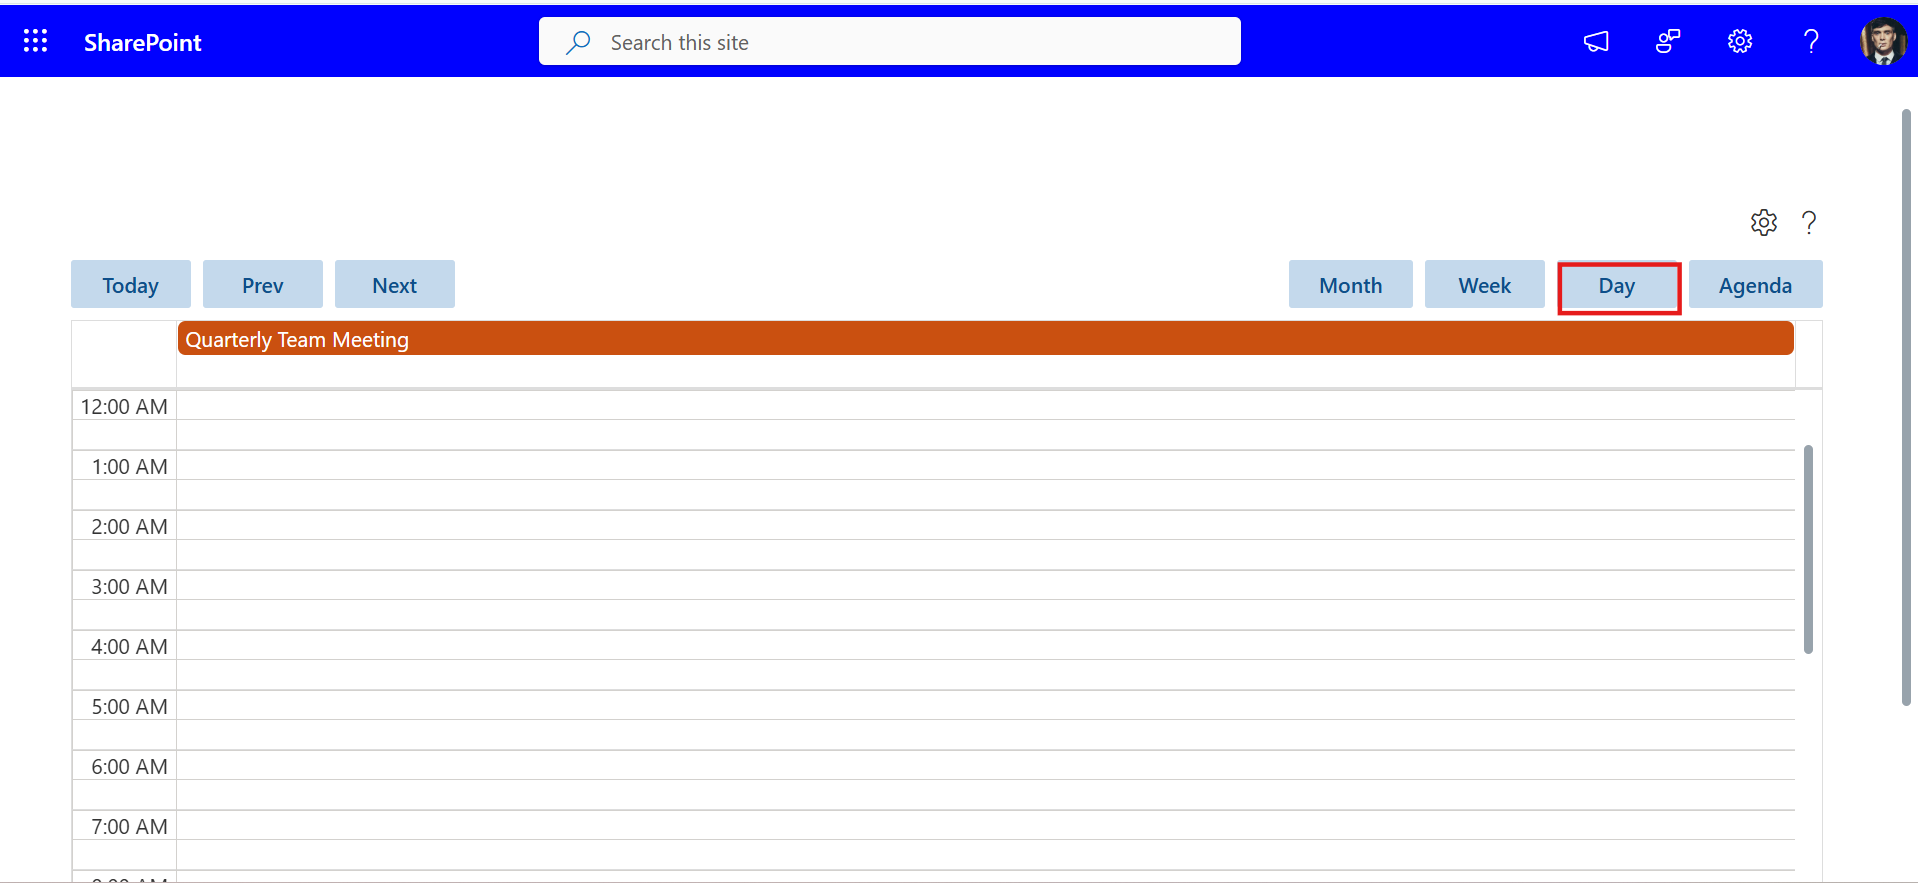 SharePoint
Search this site
Today Prev Next Month Week Day Agenda
Quarterly Team Meeting
12:00 AM
1:00 AM
2:00 AM
3:00 AM
4:00 AM
5:00 AM
6:00 AM
7:00 AM